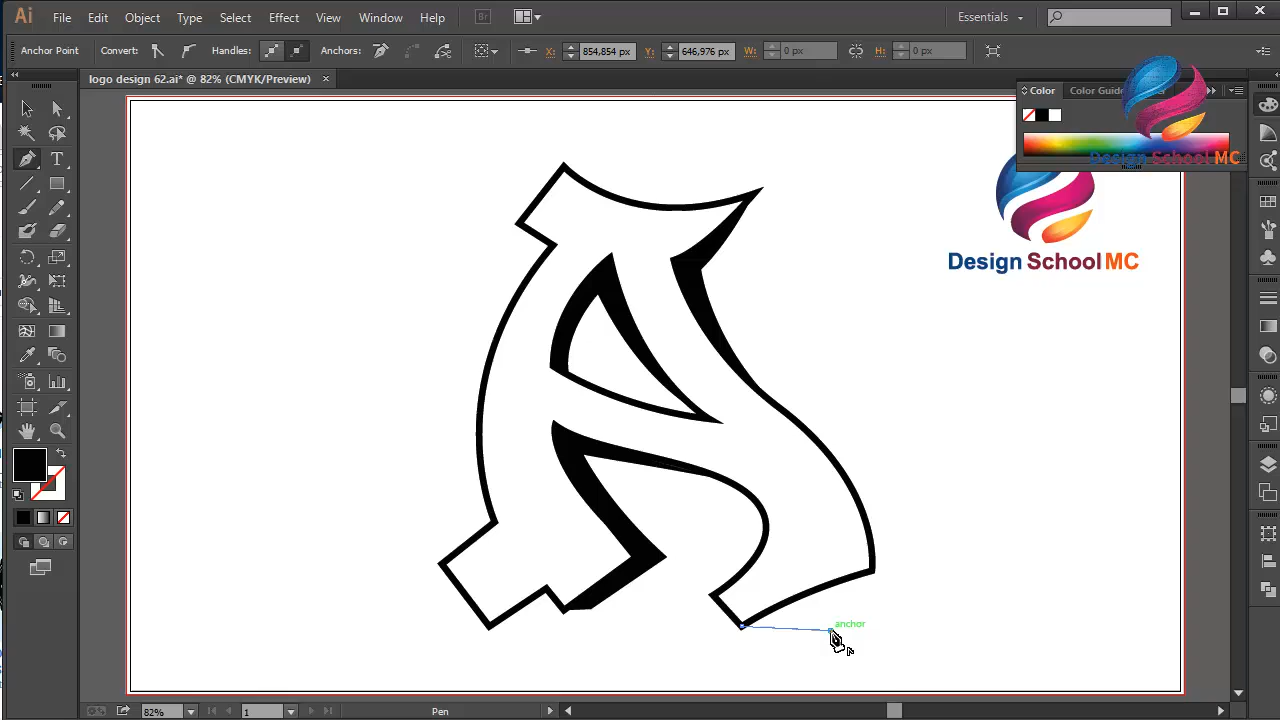 Ai File Edit Object Type Select Effect View Window Help Br Essentials
Anchor Point Convert: Handles: Anchors: X: 854,854 px Y: 646,976 px W: 0 px H: 0 px
logo design 62.ai* @ 82% (CMYK/Preview) ×
Color Color Guide
Design School MC
Design School MC
anchor
82% 1 Pen